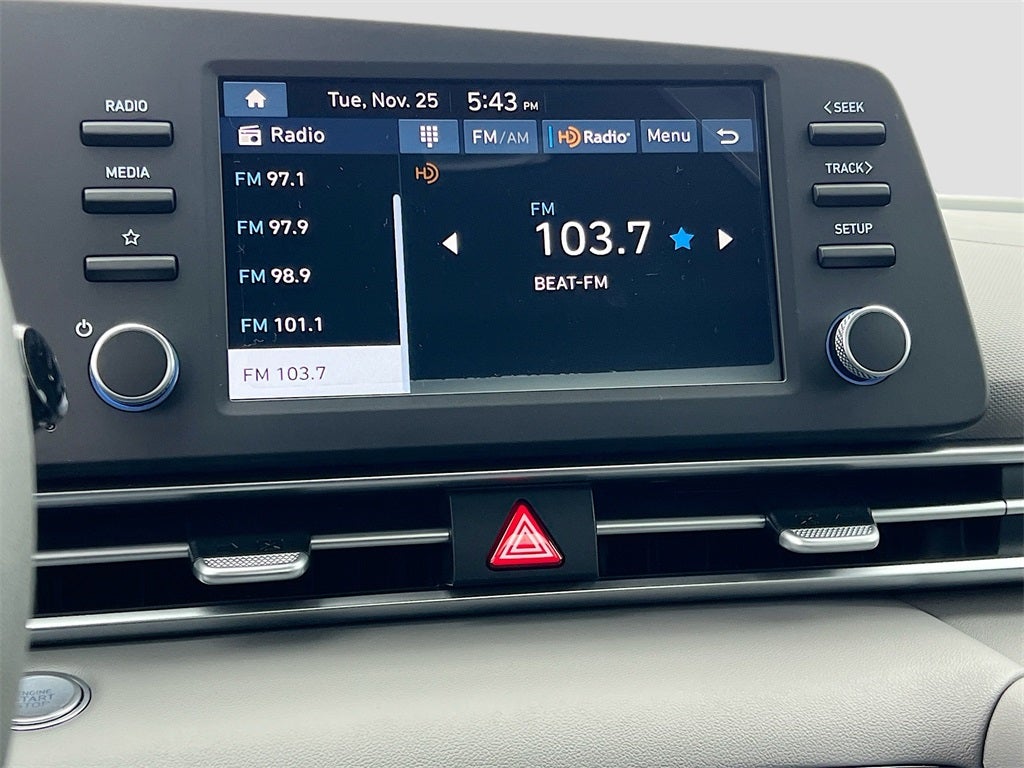 RADIO
MEDIA
Tue, Nov. 25 5:43 PM
Radio FM/AM HD Radio Menu
FM 97.1
FM 97.9
FM 98.9
FM 101.1
FM 103.7
HD
FM
103.7
BEAT-FM
<SEEK
TRACK>
SETUP
ENGINE
START
STOP